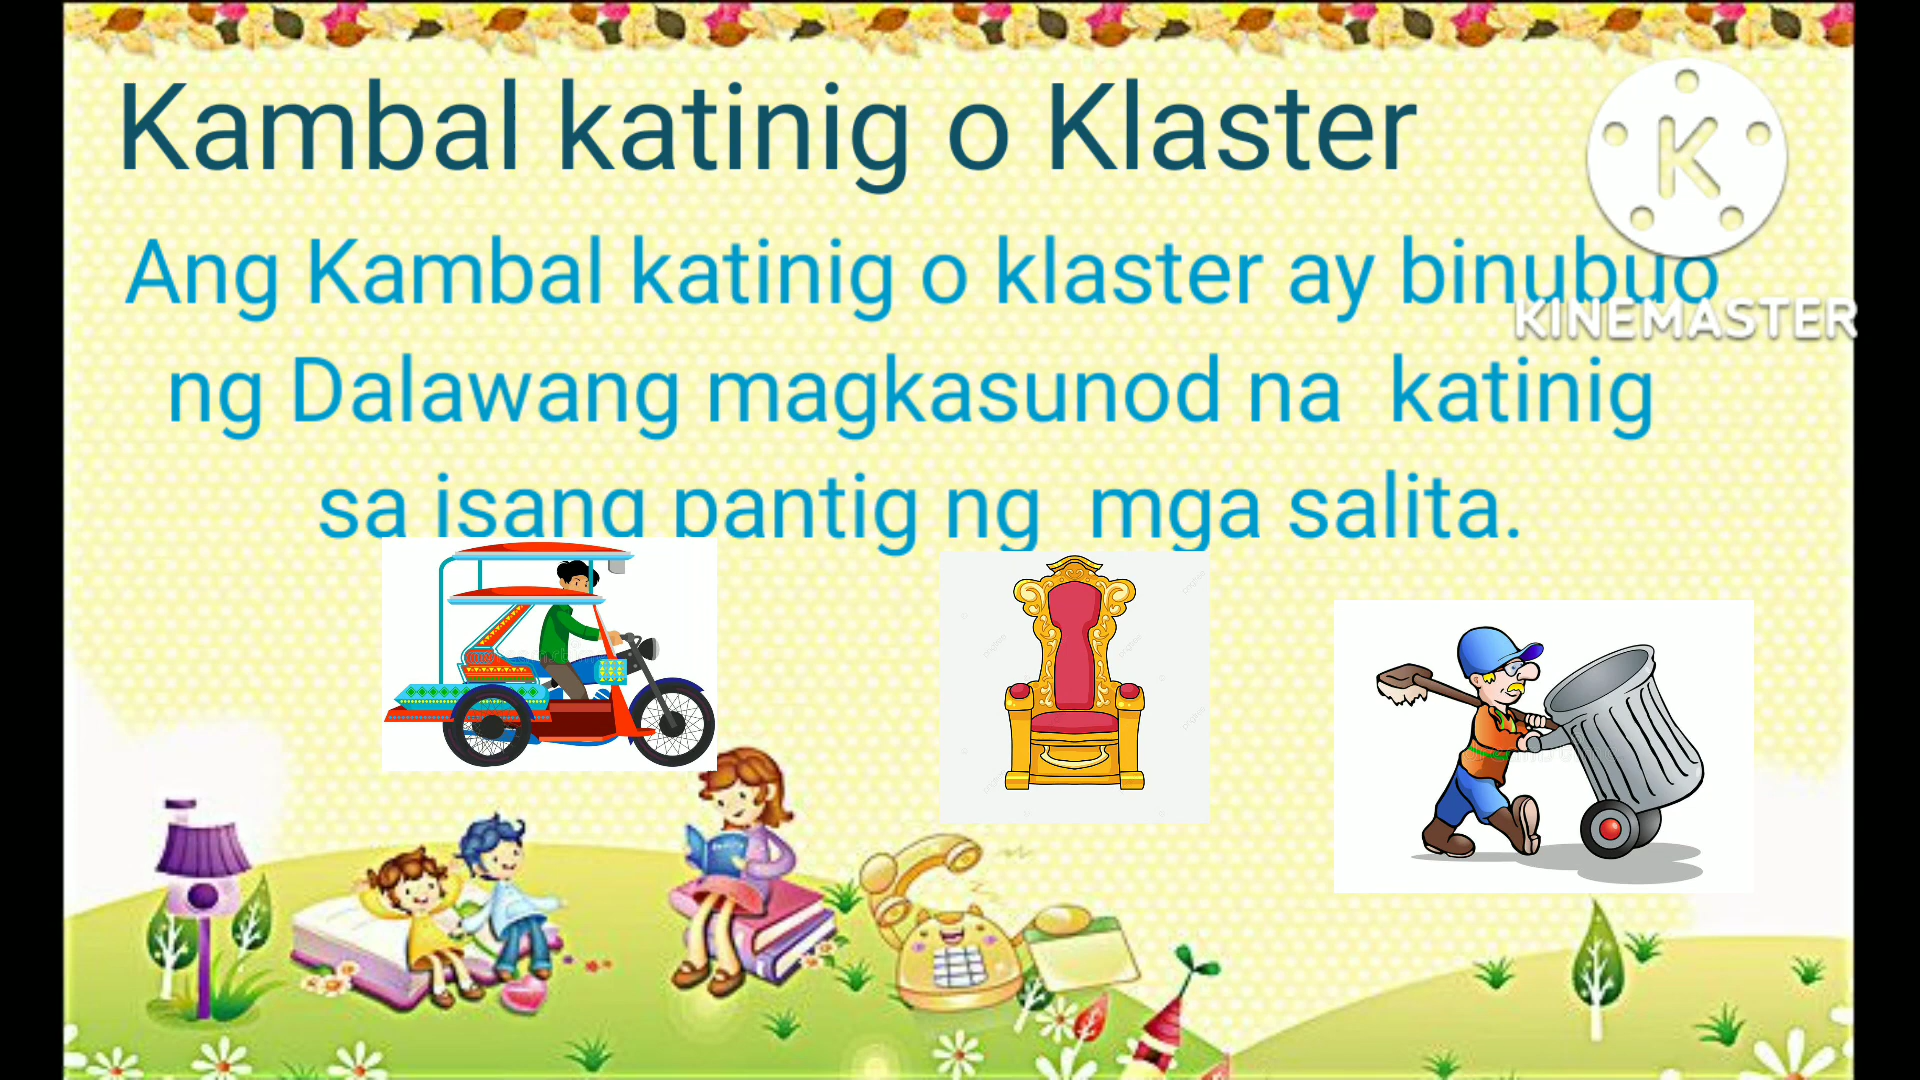 Kambal katinig o Klaster
Ang Kambal katinig o klaster ay binubuo
ng Dalawang magkasunod na katinig
sa isang pantig ng mga salita.
K
KINEMASTER